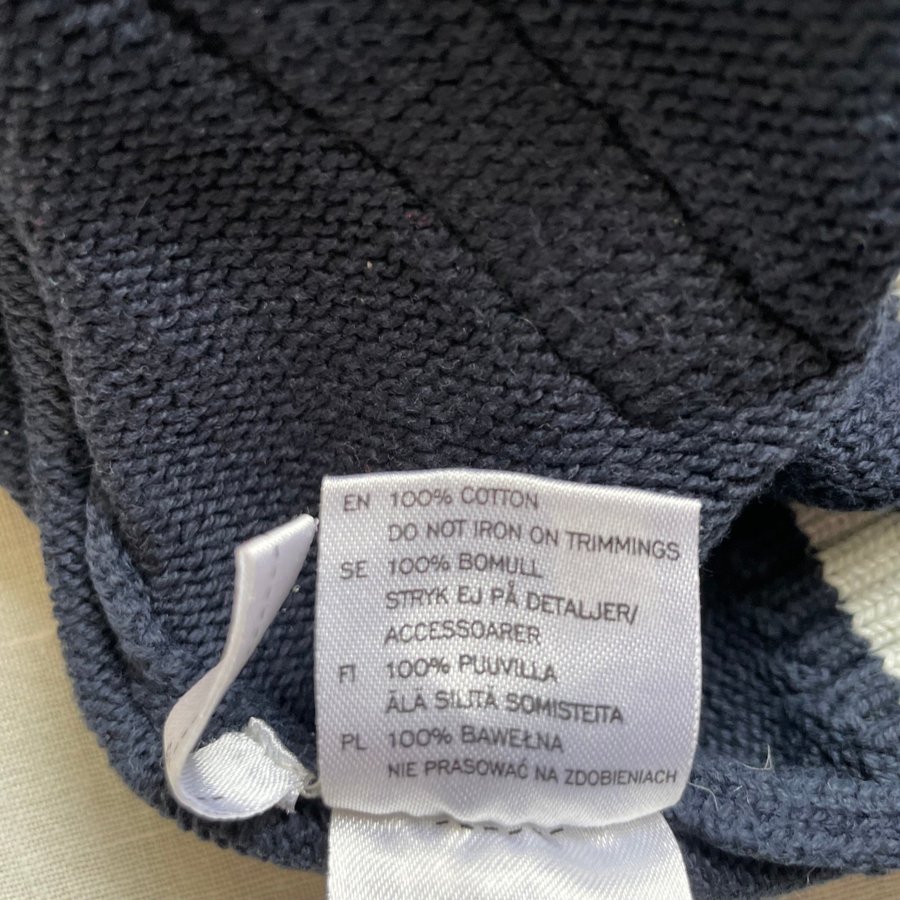 EN 100% COTTON
DO NOT IRON ON TRIMMINGS
SE 100% BOMULL
STRYK EJ PÅ DETALJER/
ACCESSOARER
FI 100% PUUVILLA
ÄLÄ SILITÄ SOMISTEITA
PL 100% BAWEŁNA
NIE PRASOWAĆ NA ZDOBIENIACH